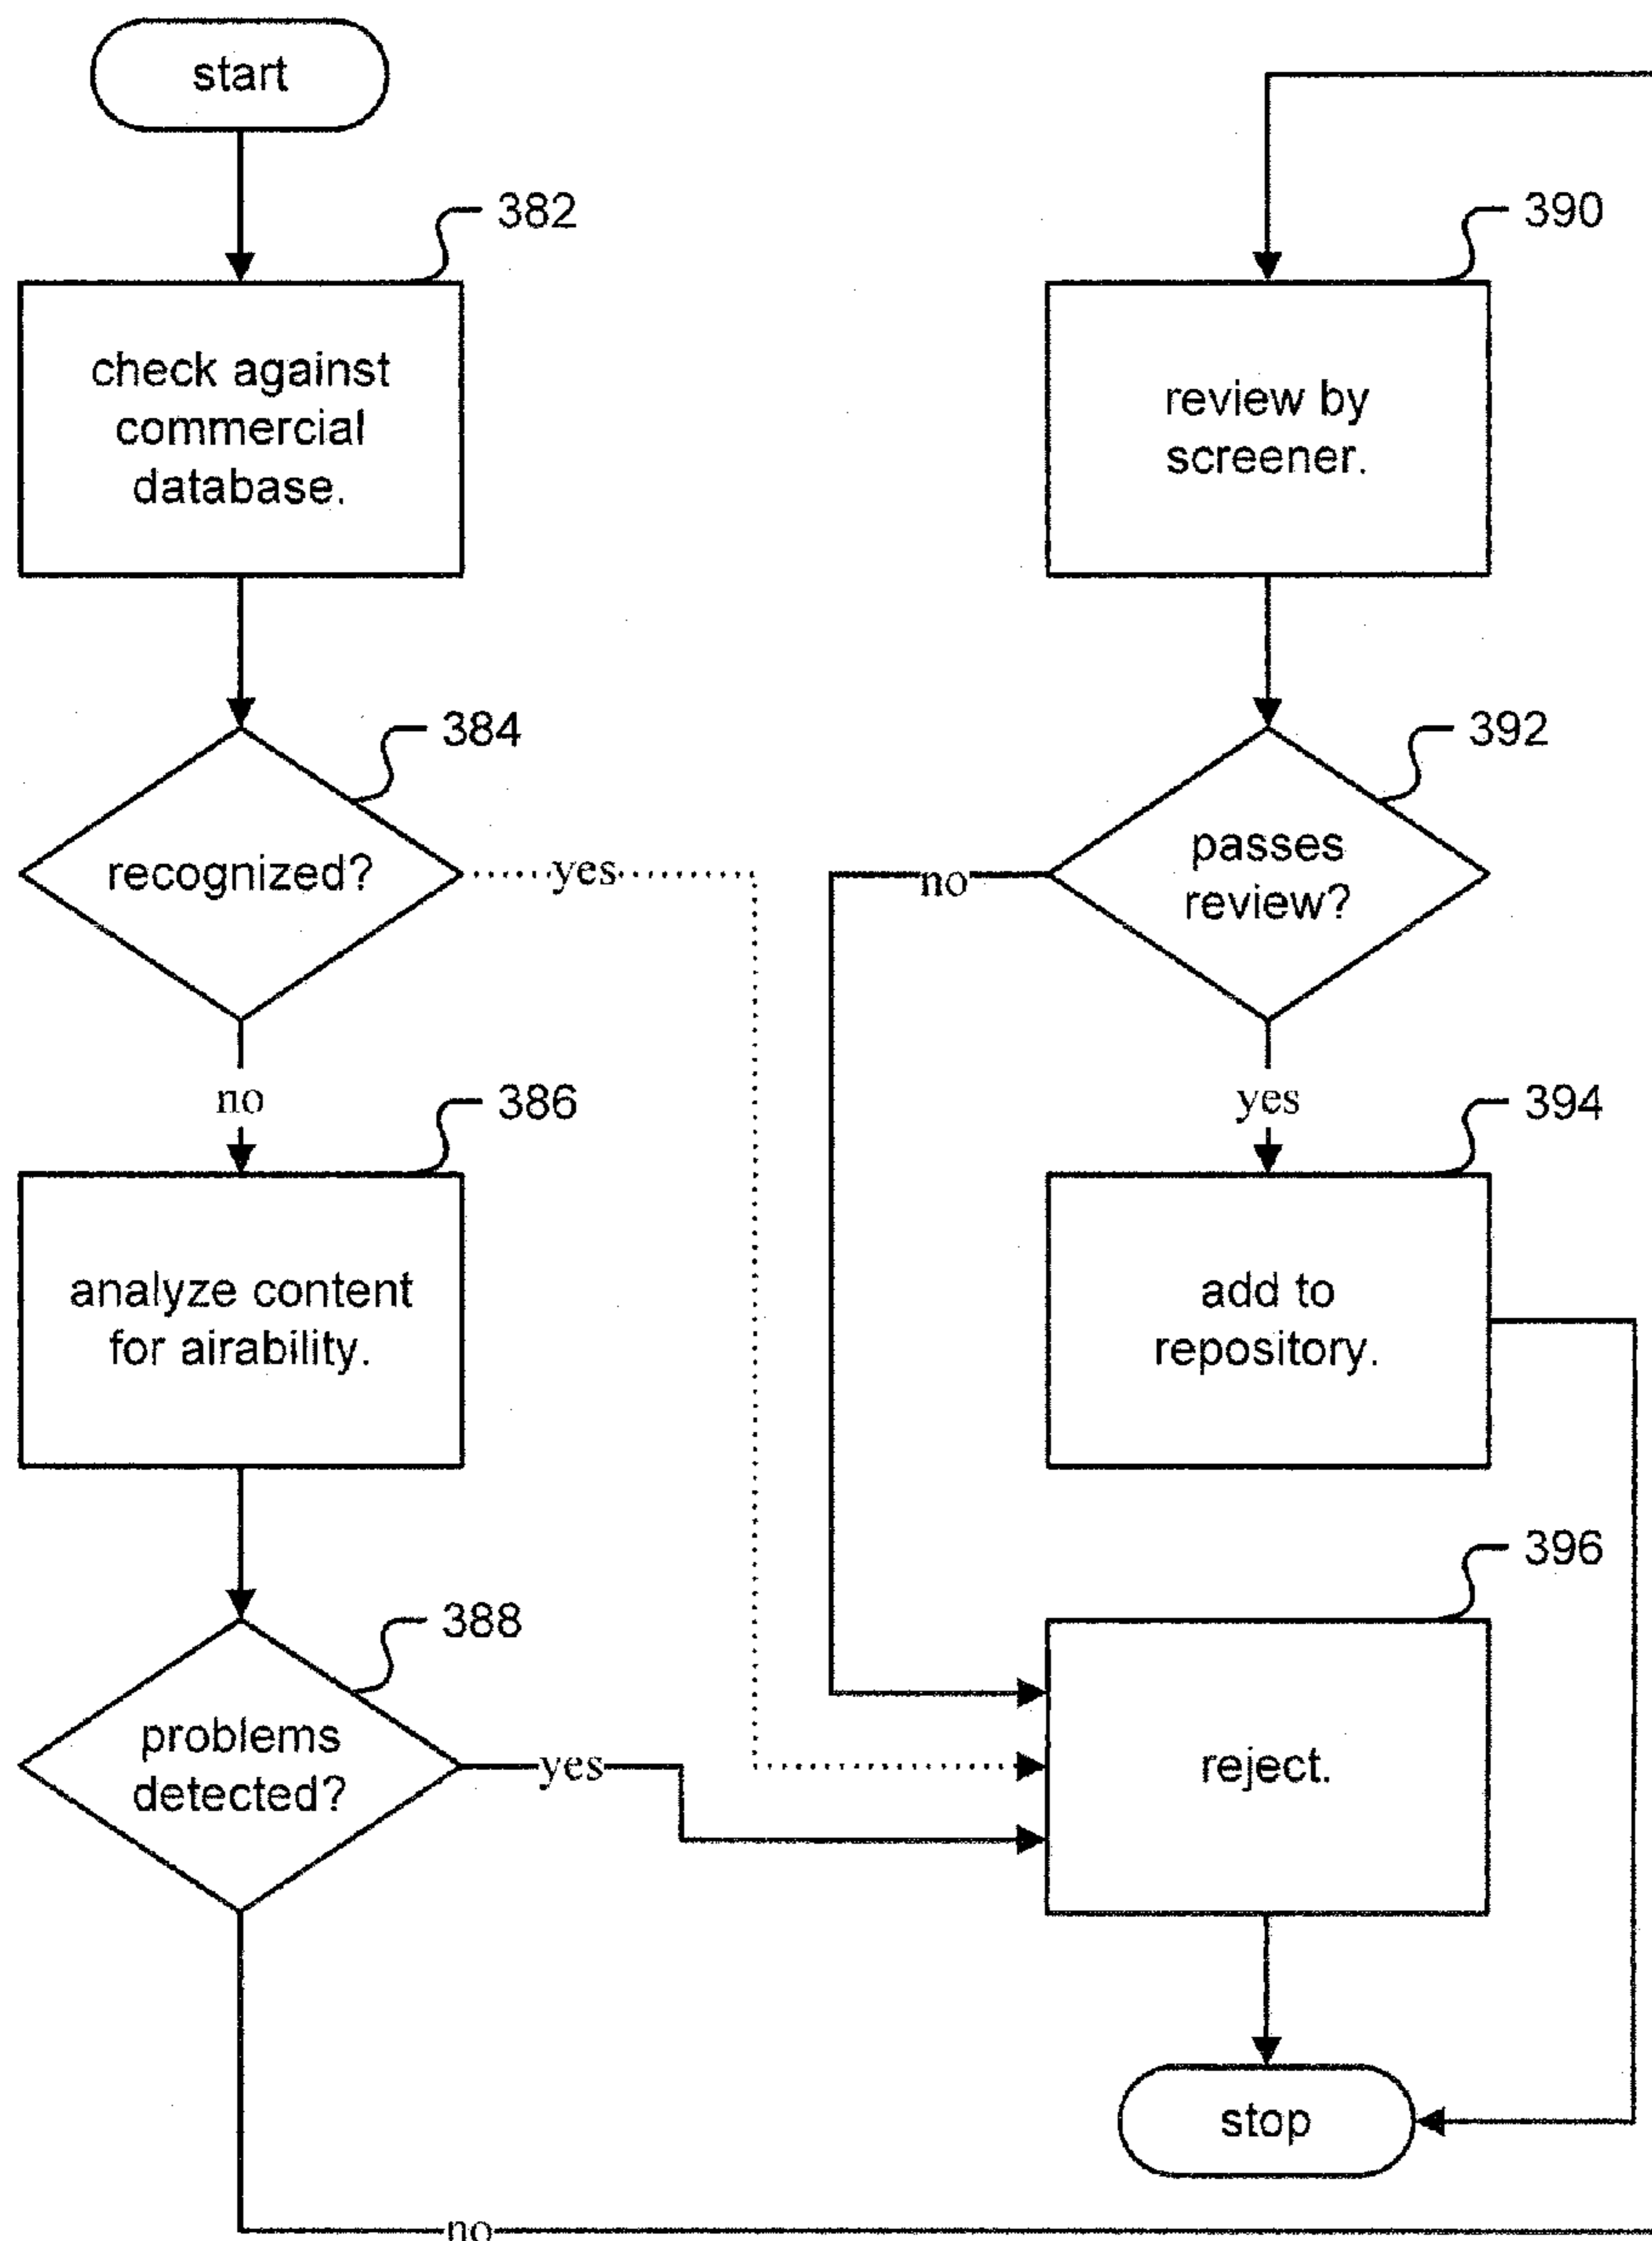 start
382
check against
commercial
database.
384
recognized?
yes
no
386
analyze content
for airability.
388
problems
detected?
yes
no
390
review by
screener.
392
passes
review?
no
yes
394
add to
repository.
396
reject.
stop